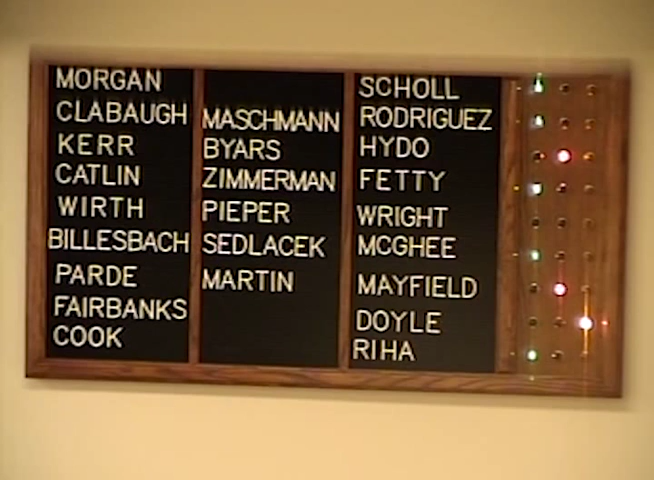 MORGAN
CLABAUGH
KERR
CATLIN
WIRTH
BILLESBACH
PARDE
FAIRBANKS
COOK
MASCHMANN
BYARS
ZIMMERMAN
PIEPER
SEDLACEK
MARTIN
SCHOLL
RODRIGUEZ
HYDO
FETTY
WRIGHT
MCGHEE
MAYFIELD
DOYLE
RIHA